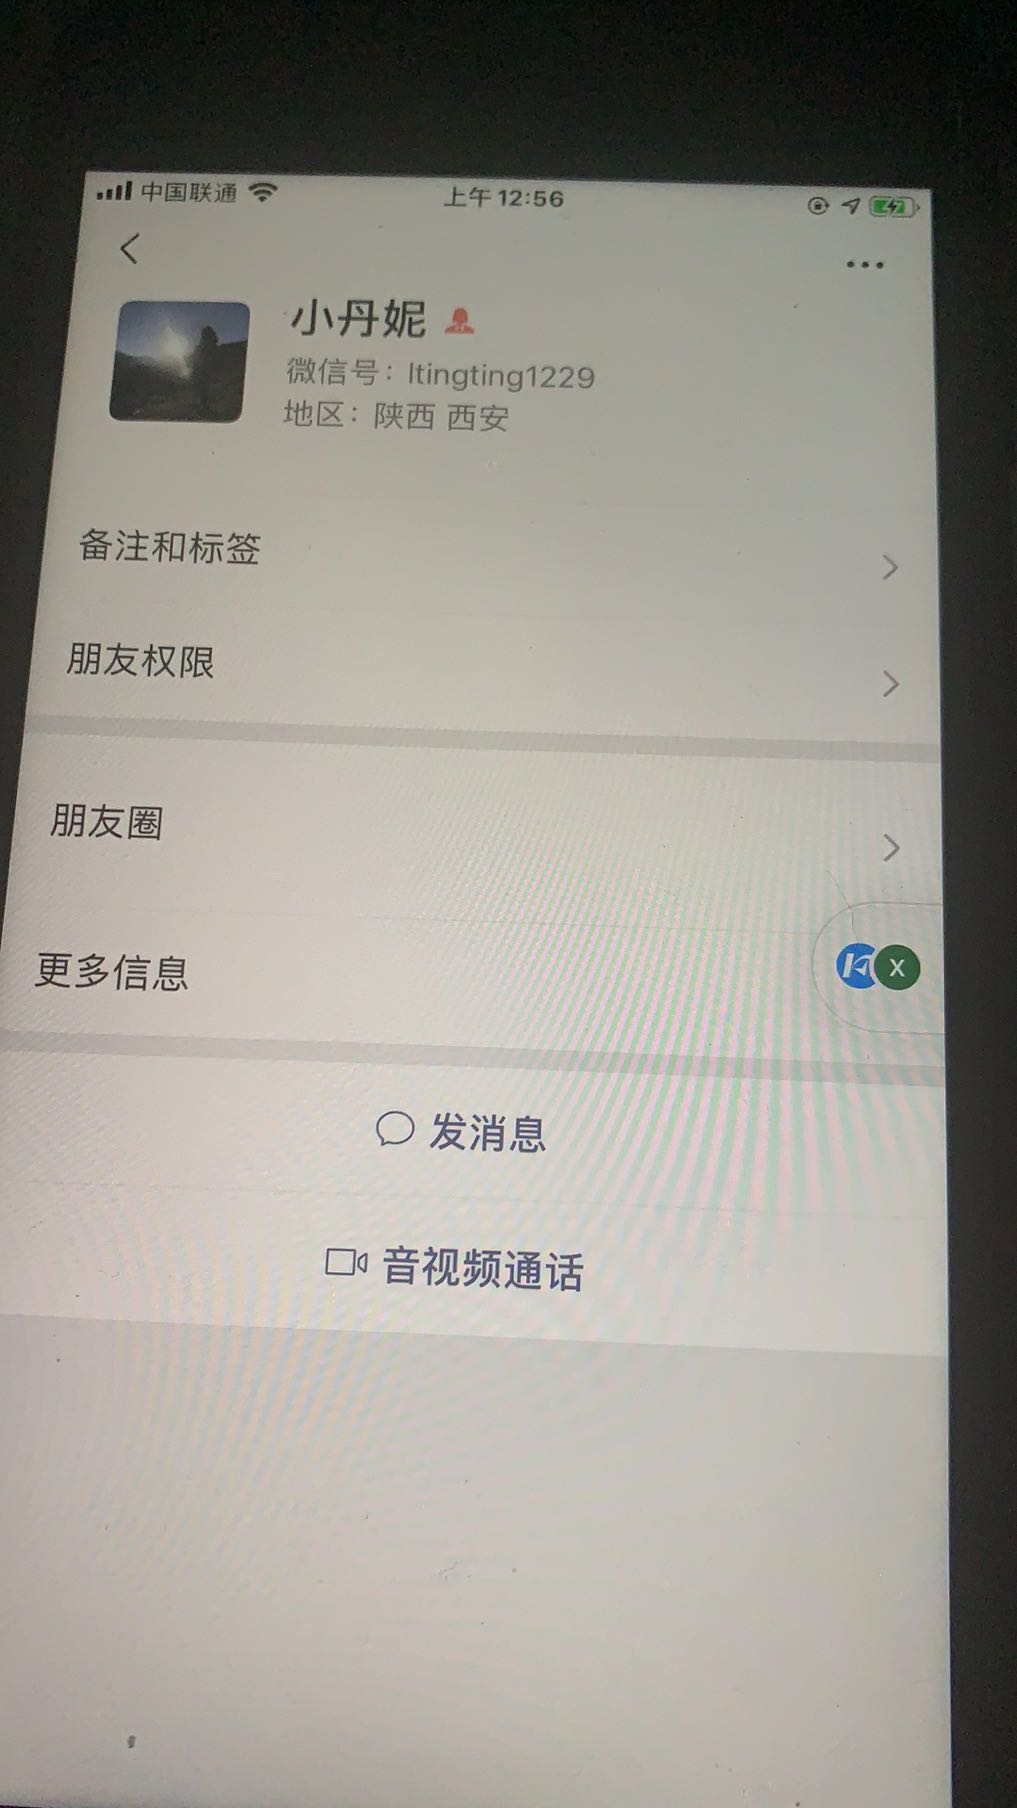 中国联通
上午12:56
小丹妮
微信号：ltingting1229
地区：陕西 西安
备注和标签
朋友权限
朋友圈
更多信息
X
发消息
音视频通话